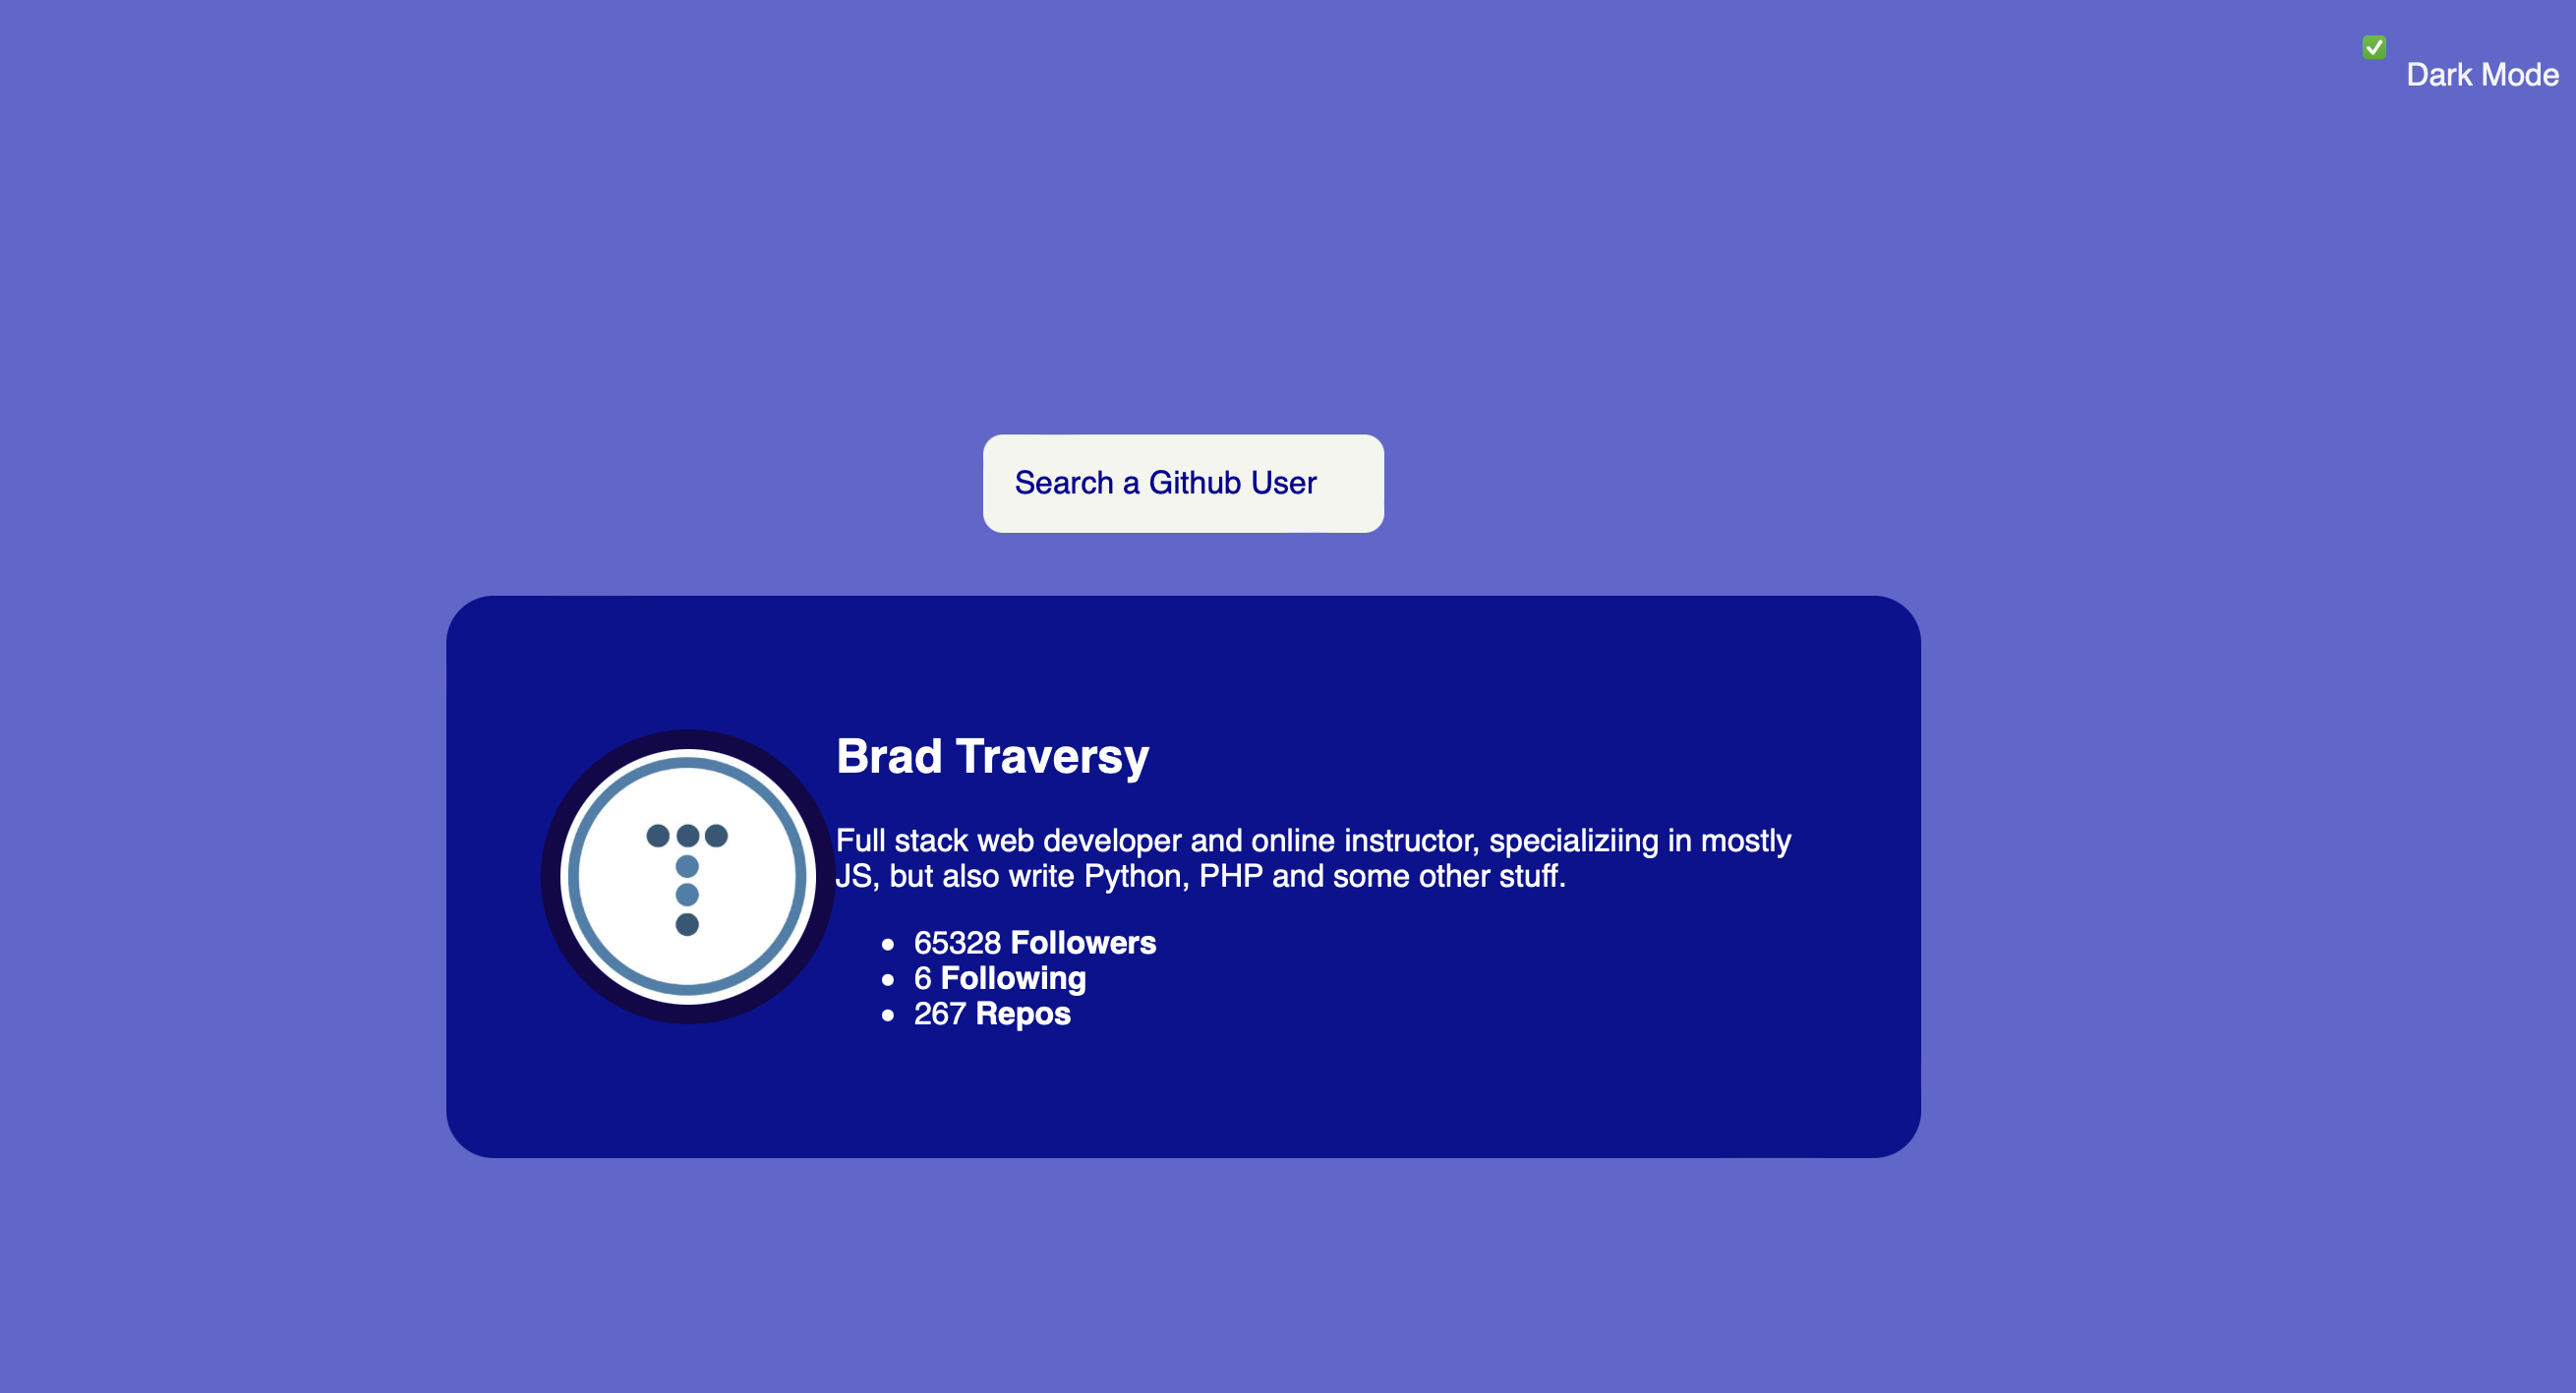 Dark Mode
Search a Github User
Brad Traversy
Full stack web developer and online instructor, specializiing in mostly
JS, but also write Python, PHP and some other stuff.
65328 Followers
6 Following
267 Repos